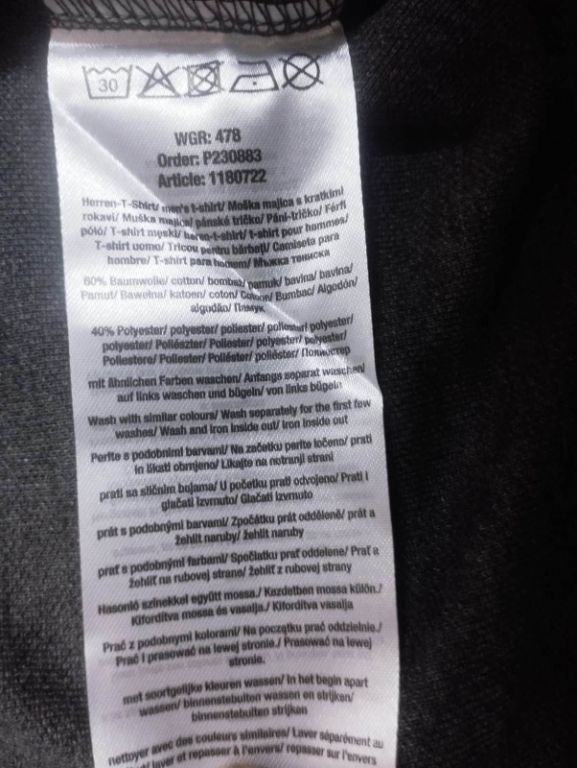 30
WGR: 478
Order: P230883
Article: 1180722
Herren-T-Shirt/ men's t-shirt/ Moška majica s kratkimi
rokavi/ Muška majica/ pánské tričko/ Páni-tričko/ Férfi
póló/ T-shirt myski/ heren-t-shirt/ t-shirt pour hommes/
T-shirt uomo/ Tricou pentru bărbați/ Camiseta para
hombre/ T-shirt para homem/ Мъжка тениска
60% Baumwolle/ cotton/ bombaž/ pamuk/ bavlna/ bavlna/
Pamut/ Bawełna/ katoen/ coton/ Cotton/ Bumbac/ Algodón/
algodão/ Памук
40% Polyester/ polyester/ poliester/ poliester/ polyester/
polyester/ Poliészter/ Poliester/ polyester/ polyester/
Poliestere/ Poliester/ Poliéster/ poliéster/ Полиестер
mit ähnlichen Farben waschen/ Anfangs separat waschen/
auf links waschen und bügeln/ von links bügeln
Wash with similar colours/ Wash separately for the first few
washes/ Wash and iron inside out/ Iron inside out
Perite s podobnimi barvami/ Na začetku perite ločeno/ prati
in likati obrnjeno/ Likajte na notranji strani
prati sa sličnim bojama/ U početku prati odvojeno/ Prati i
glačati izvrnuto/ Glačati izvrnuto
prát s podobnými barvami/ Zpočátku prát odděleně/ prát a
žehlit naruby/ žehlit naruby
prať s podobnými farbami/ Spočiatku prať oddelene/ Prať a
žehliť na rubovej strane/ žehliť z rubovej strany
Hasonló színekkel együtt mossa./ Kezdetben mossa külön./
Kifordítva mossa és vasalja./ Kifordítva vasalja
Prać z podobnymi kolorami/ Na początku prać oddzielnie./
Prać i prasować na lewej stronie./ Prasować na lewej
stronie.
met soortgelijke kleuren wassen/ In het begin apart
wassen/ binnenstebuiten wassen en strijken/
binnenstebuiten strijken
nettoyer avec des couleurs similaires/ Laver séparément au
laver et repasser à l'envers/ repasser sur l'envers